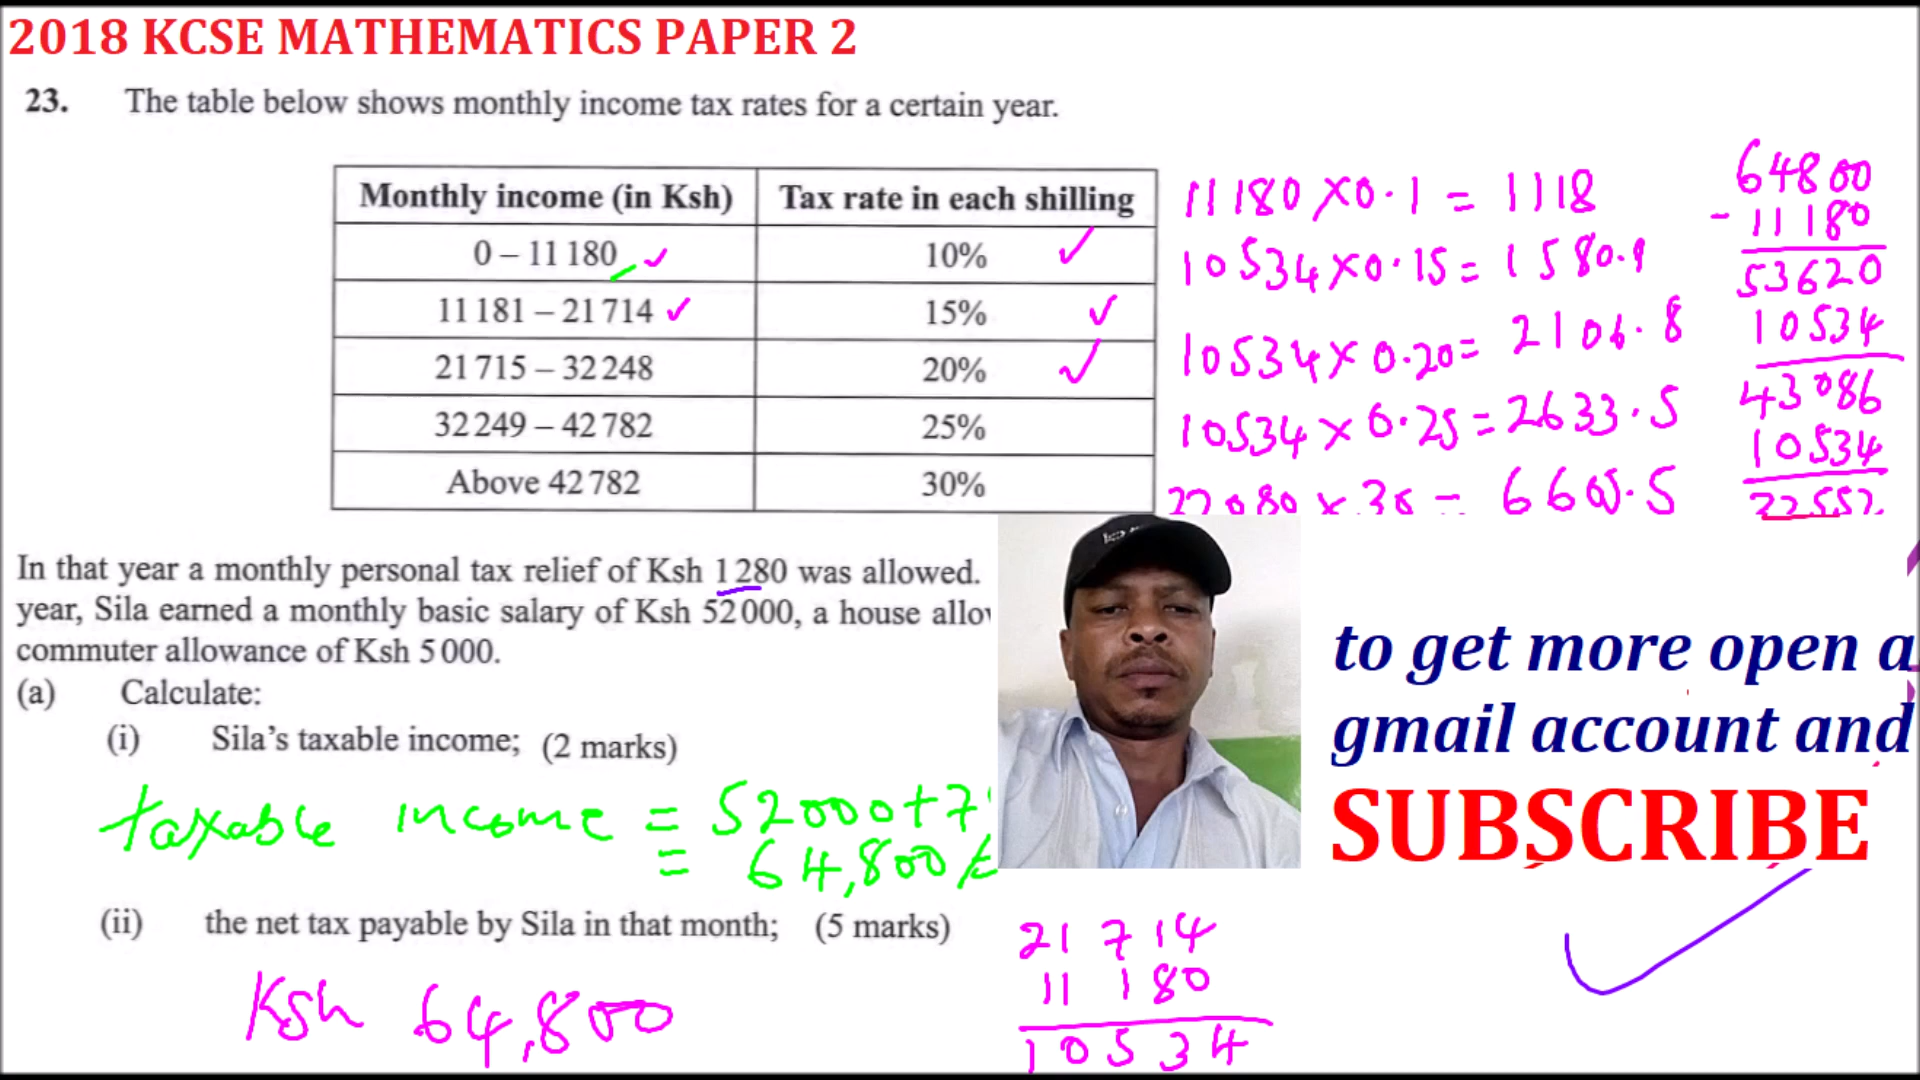 2018 KCSE MATHEMATICS PAPER 2
23. The table below shows monthly income tax rates for a certain year.
Monthly income (in Ksh) Tax rate in each shilling
0 – 11 180 10%
11 181 – 21 714 15%
21 715 – 32 248 20%
32 249 – 42 782 25%
Above 42 782 30%
11180 × 0.1 = 1118
10534 × 0.15 = 1580.1
10534 × 0.20 = 2106.8
10534 × 0.25 = 2633.5
64800
- 11180
53620
10534
43086
10534
In that year a monthly personal tax relief of Ksh 1 280 was allowed.
year, Sila earned a monthly basic salary of Ksh 52 000, a house allo
commuter allowance of Ksh 5 000.
(a) Calculate:
(i) Sila's taxable income; (2 marks)
taxable income = 52000+7
= 64,800
(ii) the net tax payable by Sila in that month; (5 marks)
Ksh 64,800
21 714
11 180
10534
to get more open a
gmail account and
SUBSCRIBE